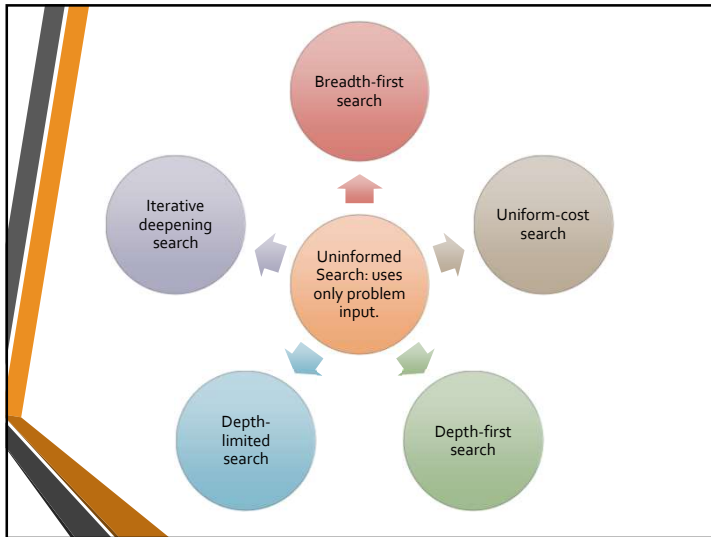 Breadth-first
search
Uniform-cost
search
Depth-first
search
Depth-
limited
search
Iterative
deepening
search
Uninformed
Search: uses
only problem
input.